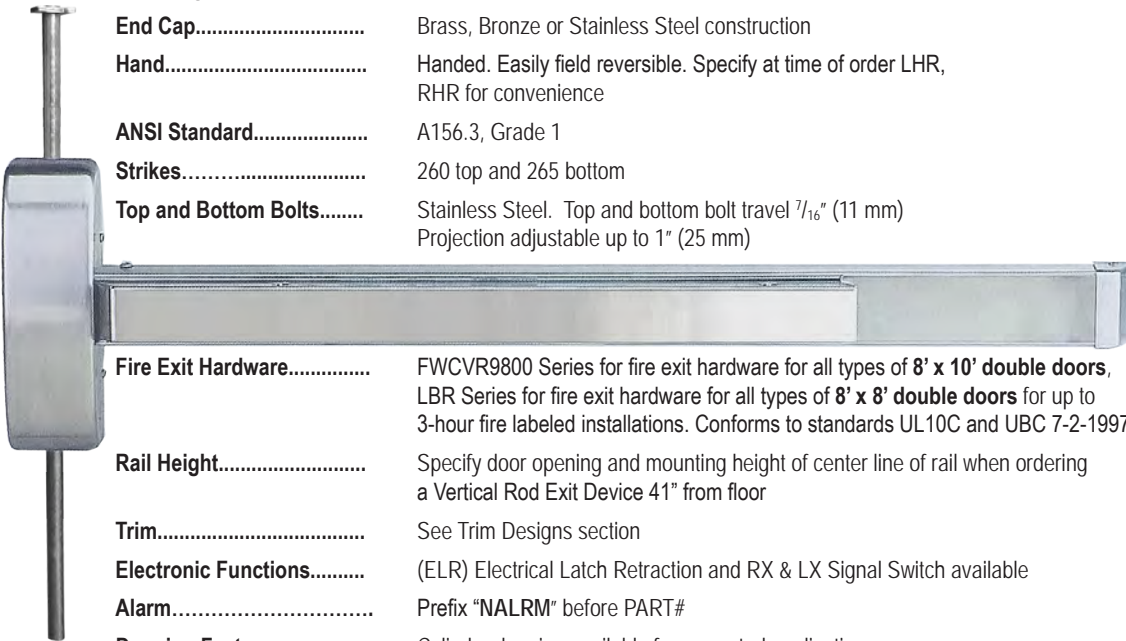 End Cap............................... Brass, Bronze or Stainless Steel construction
Hand..................................... Handed. Easily field reversible. Specify at time of order LHR,
RHR for convenience
ANSI Standard..................... A156.3, Grade 1
Strikes………....................... 260 top and 265 bottom
Top and Bottom Bolts........ Stainless Steel. Top and bottom bolt travel 7/16" (11 mm)
Projection adjustable up to 1" (25 mm)
Fire Exit Hardware............... FWCVR9800 Series for fire exit hardware for all types of 8' x 10' double doors,
LBR Series for fire exit hardware for all types of 8' x 8' double doors for up to
3-hour fire labeled installations. Conforms to standards UL10C and UBC 7-2-1997
Rail Height........................... Specify door opening and mounting height of center line of rail when ordering
a Vertical Rod Exit Device 41" from floor
Trim...................................... See Trim Designs section
Electronic Functions.......... (ELR) Electrical Latch Retraction and RX & LX Signal Switch available
Alarm…………………………. Prefix "NALRM" before PART#